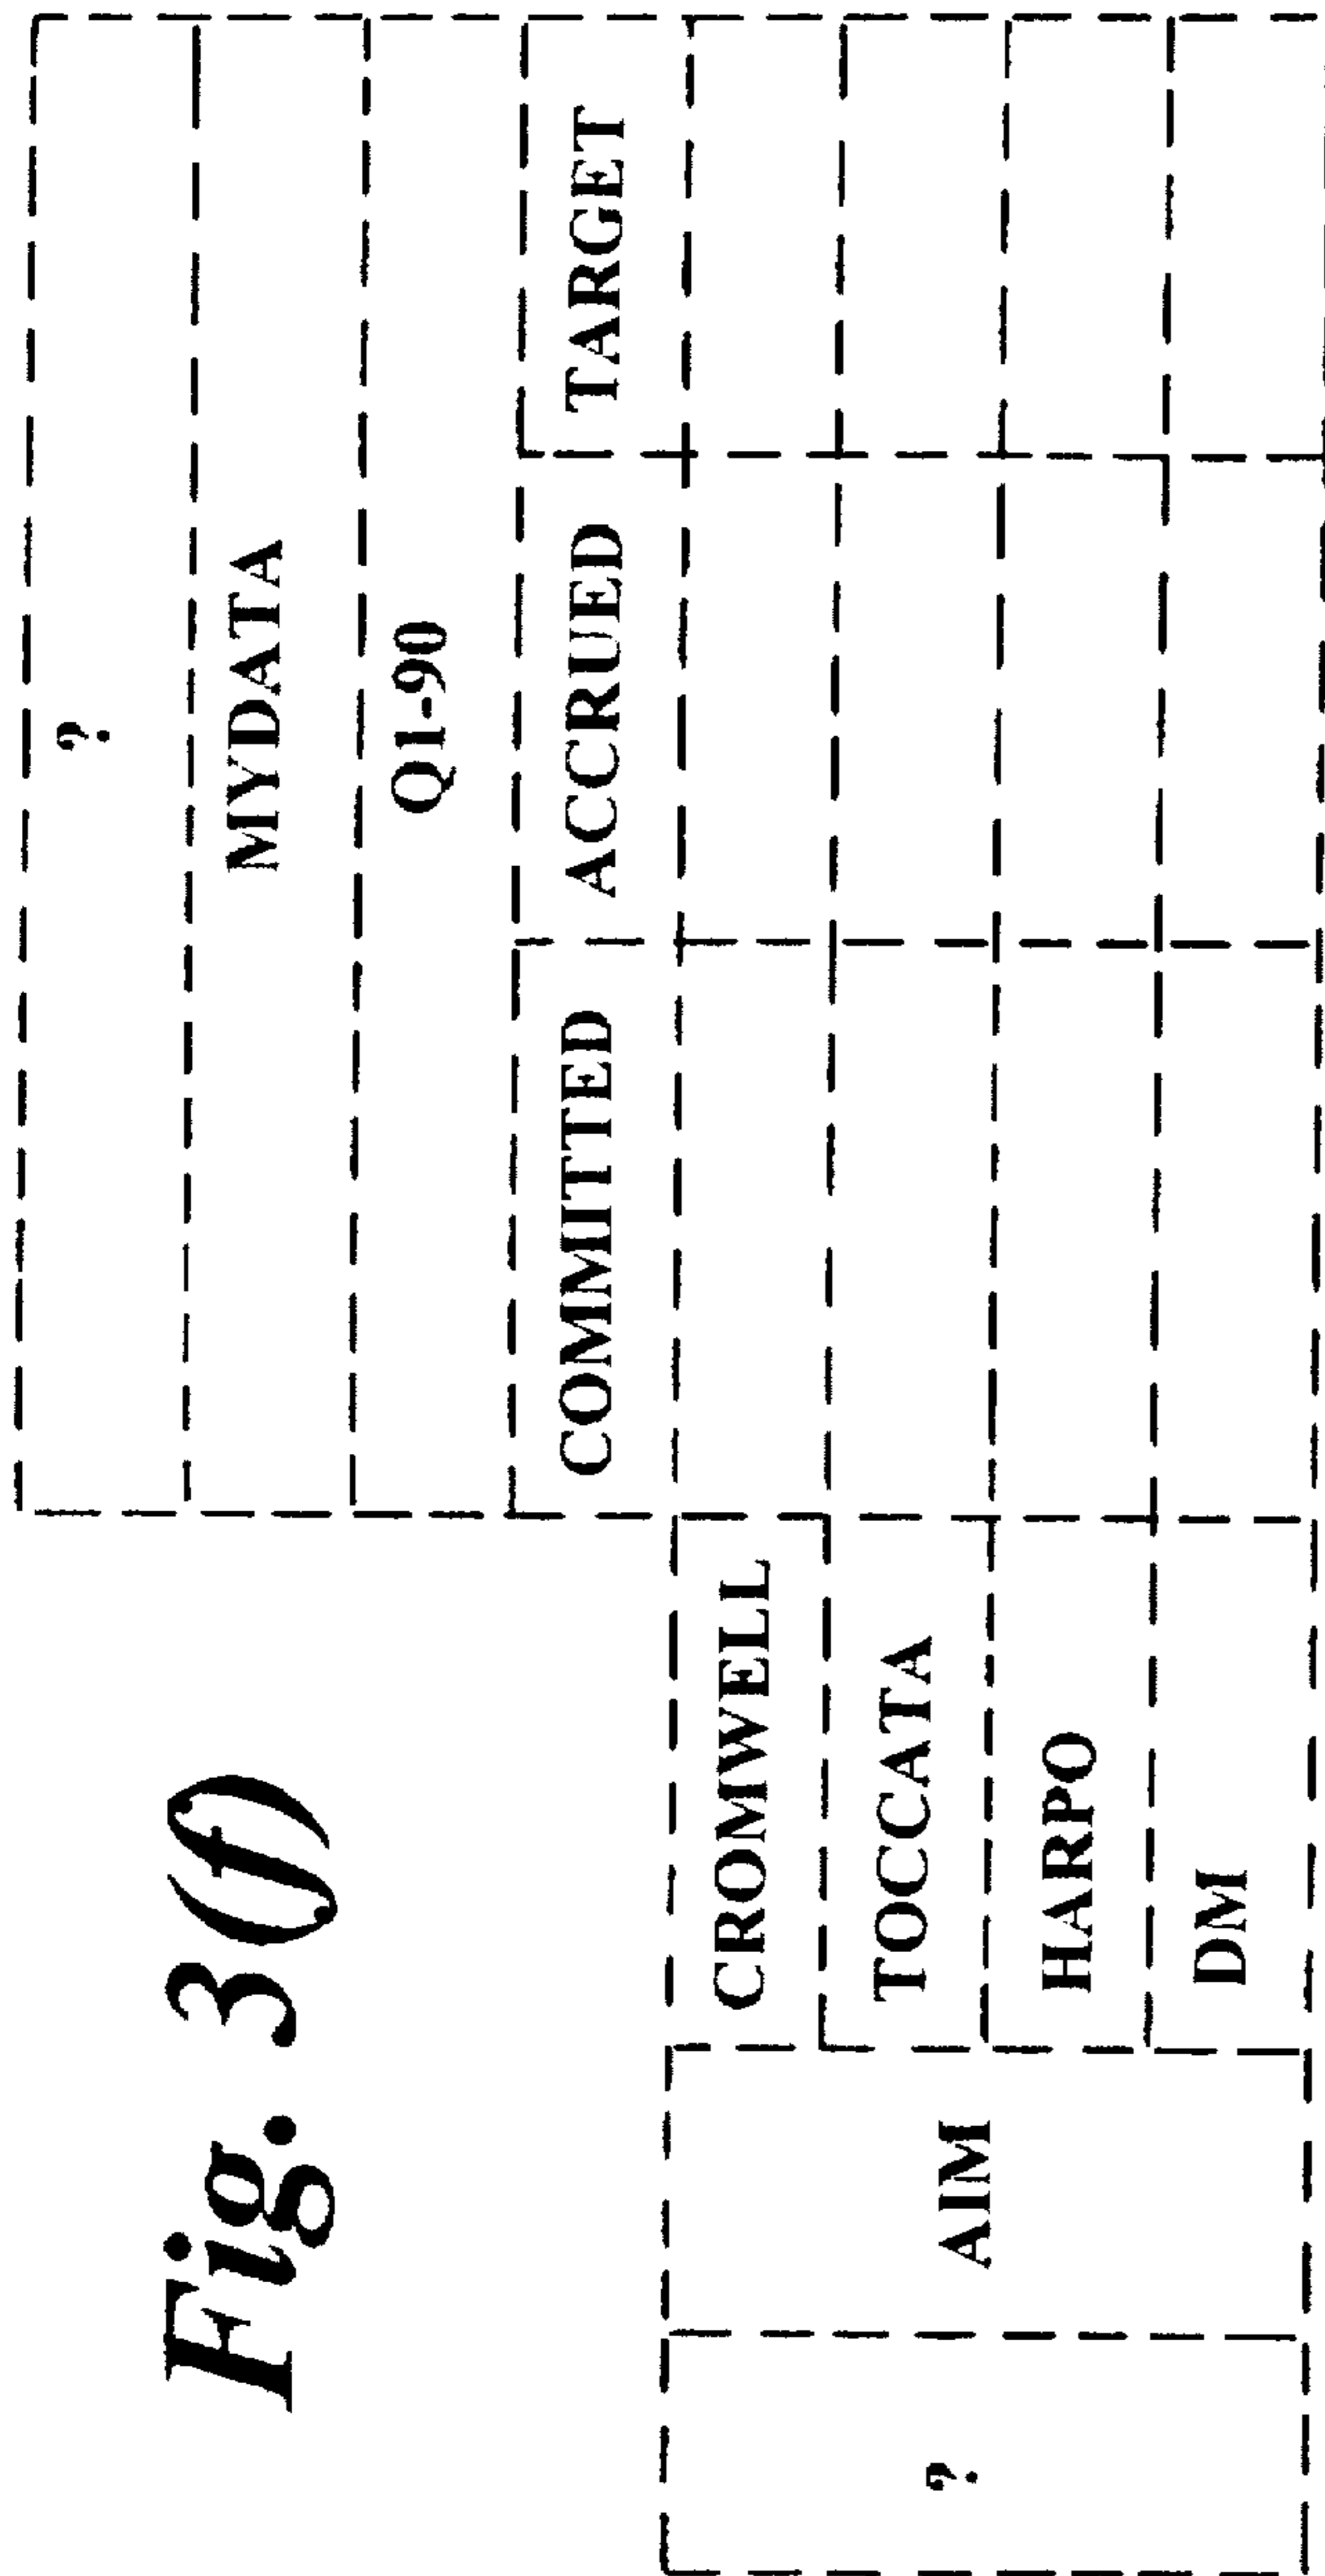 Fig. 3(f)
?
MYDATA
Q1-90
COMMITTED ACCRUED TARGET
CROMWELL
TOCCATA
HARPO
DM
AIM
?